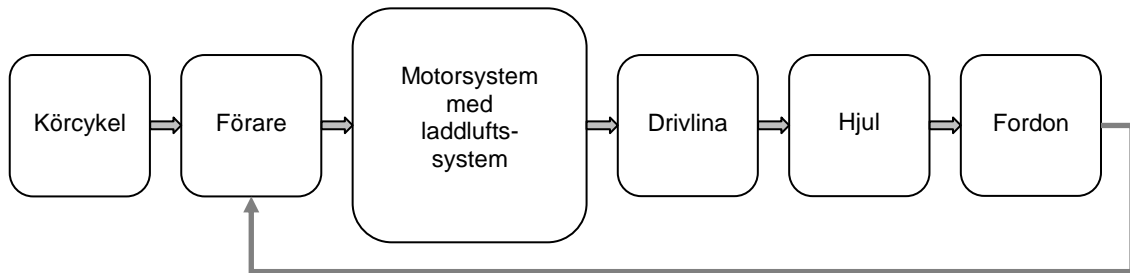 Körcykel
Förare
Motorsystem
med
laddlufts-
system
Drivlina
Hjul
Fordon